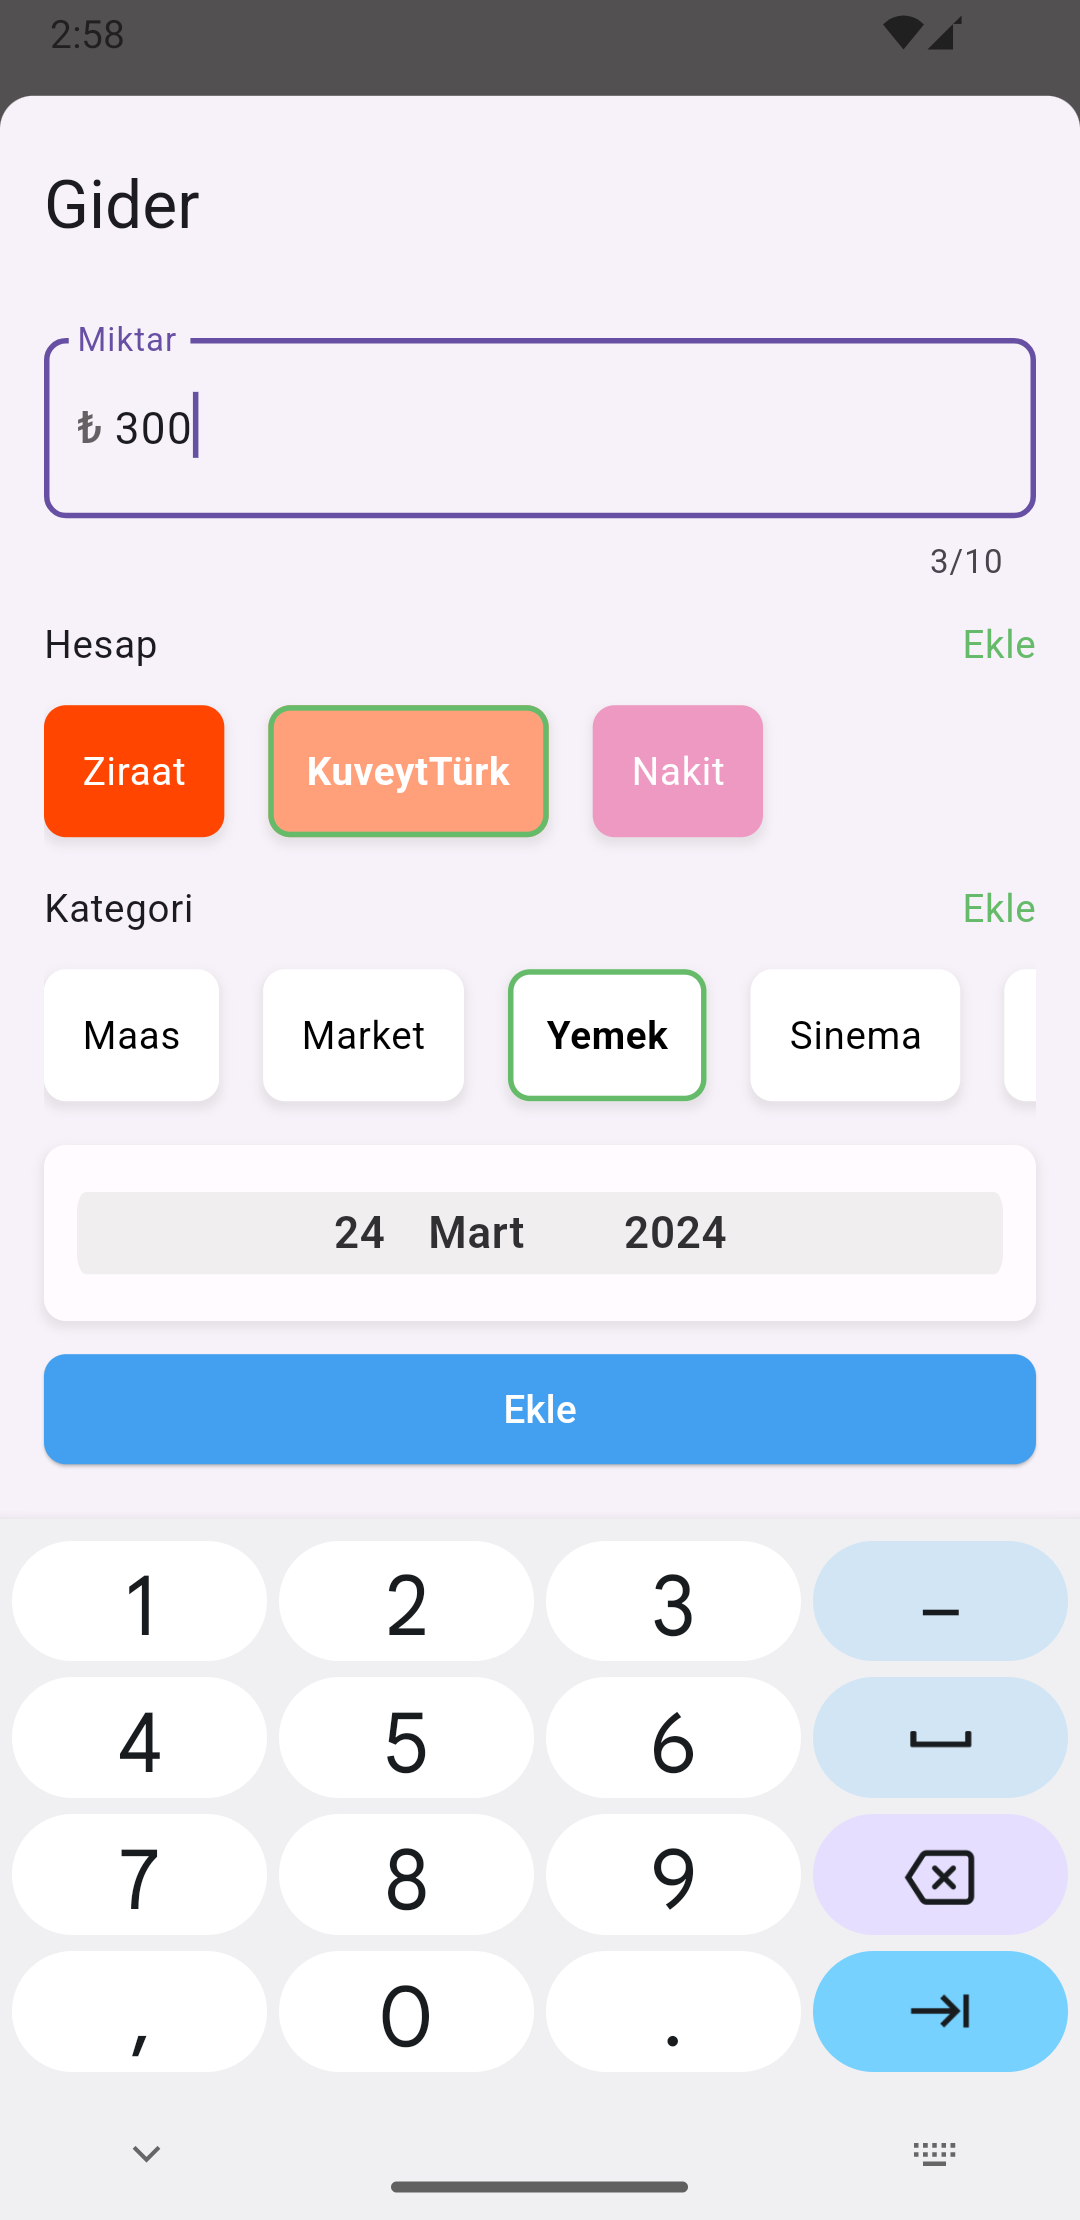 2:58
Gider
Miktar
₺ 300
3/10
Hesap Ekle
Ziraat KuveytTürk Nakit
Kategori Ekle
Maas Market Yemek Sinema
24 Mart 2024
Ekle
1 2 3 –
4 5 6
7 8 9
, 0 .